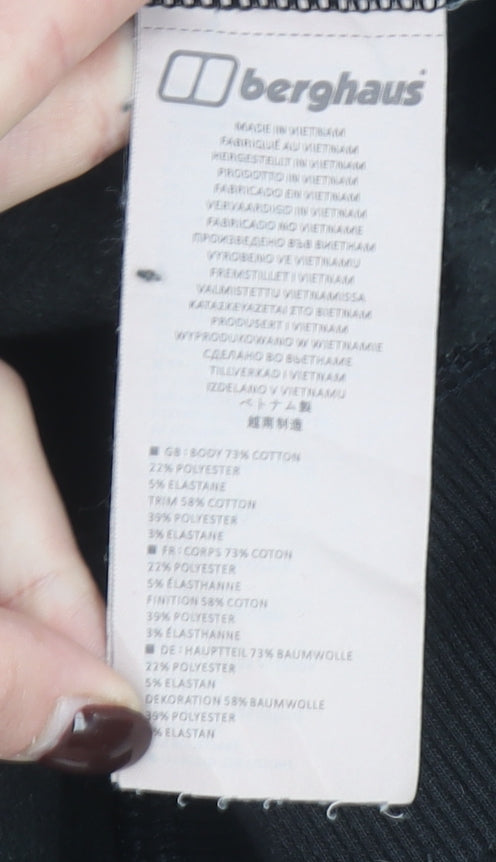 berghaus
MADE IN VIETNAM
FABRIQUÉ AU VIETNAM
HERGESTELLT IN VIETNAM
PRODOTTO IN VIETNAM
FABRICADO EN VIETNAM
VERVAARDIGD IN VIETNAM
FABRICADO NO VIETNAME
ПРОИЗВЕДЕНО ВЪВ ВИЕТНАМ
VYROBENO VE VIETNAMU
FREMSTILLET I VIETNAM
VALMISTETTU VIETNAMISSA
ΚΑΤΑΣΚΕΥΑΖΕΤΑΙ ΣΤΟ ΒΙΕΤΝΑΜ
PRODUSERT I VIETNAM
WYPRODUKOWANO W WIETNAMIE
СДЕЛАНО ВО ВЬЕТНАМЕ
TILLVERKAD I VIETNAM
IZDELANO V VIETNAMU
ベトナム製
越南制造
GB : BODY 73% COTTON
22% POLYESTER
5% ELASTANE
TRIM 58% COTTON
39% POLYESTER
3% ELASTANE
FR : CORPS 73% COTON
22% POLYESTER
5% ÉLASTHANNE
FINITION 58% COTON
39% POLYESTER
3% ÉLASTHANNE
DE : HAUPTTEIL 73% BAUMWOLLE
22% POLYESTER
5% ELASTAN
DEKORATION 58% BAUMWOLLE
39% POLYESTER
% ELASTAN